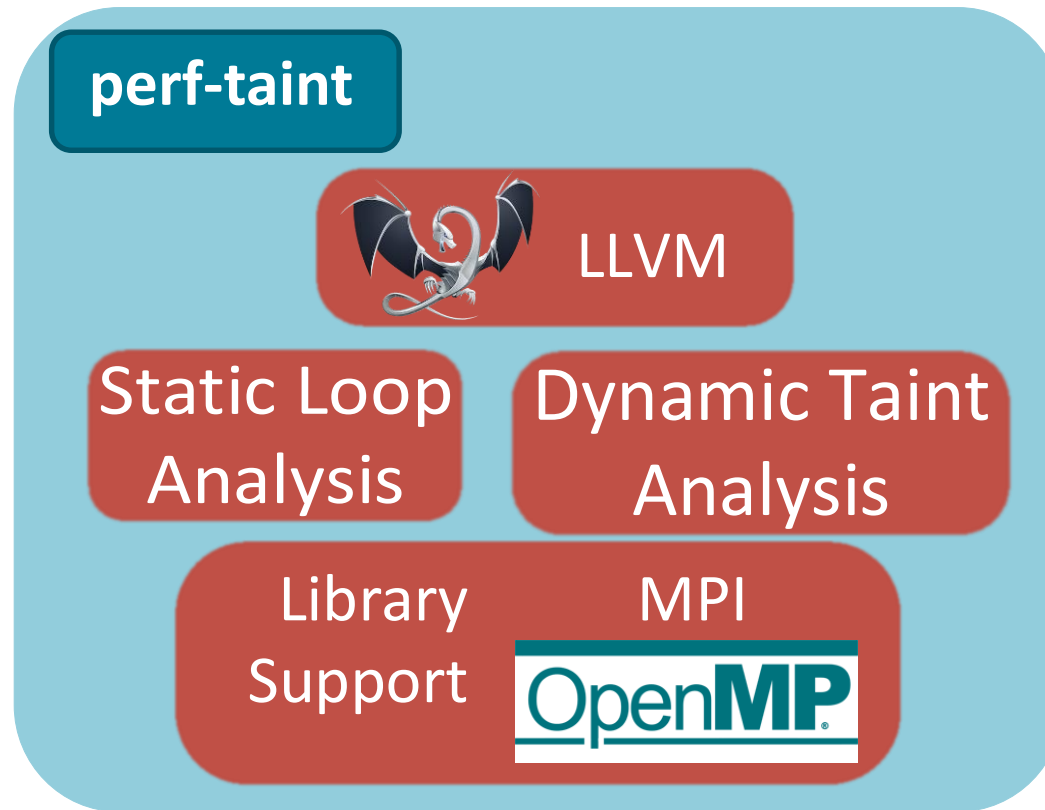 perf-taint
LLVM
Static Loop
Analysis
Dynamic Taint
Analysis
Library
Support
MPI
OpenMP®